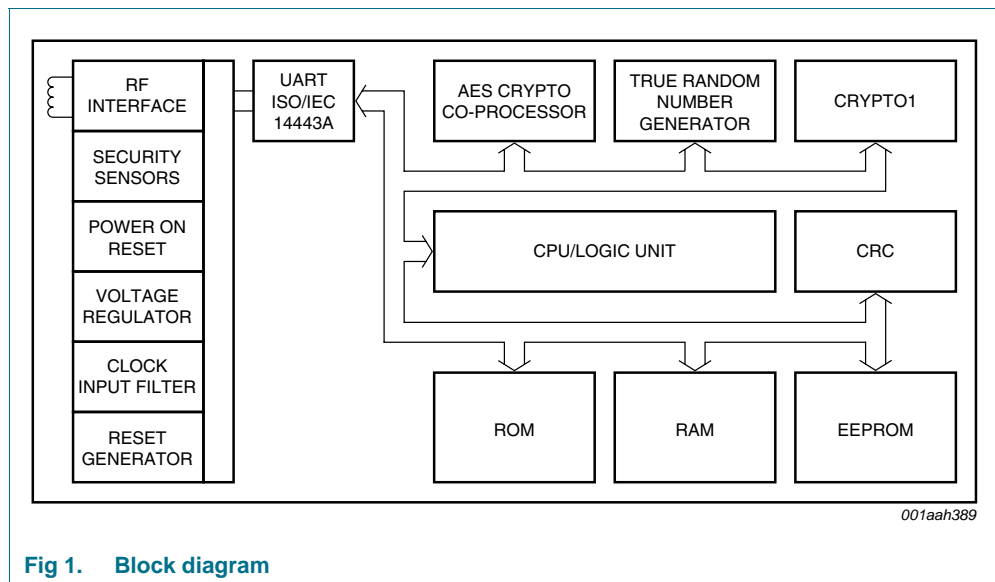 RF
INTERFACE
SECURITY
SENSORS
POWER ON
RESET
VOLTAGE
REGULATOR
CLOCK
INPUT FILTER
RESET
GENERATOR
UART
ISO/IEC
14443A
AES CRYPTO
CO-PROCESSOR
TRUE RANDOM
NUMBER
GENERATOR
CRYPTO1
CPU/LOGIC UNIT
CRC
ROM
RAM
EEPROM
001aah389
Fig 1. Block diagram